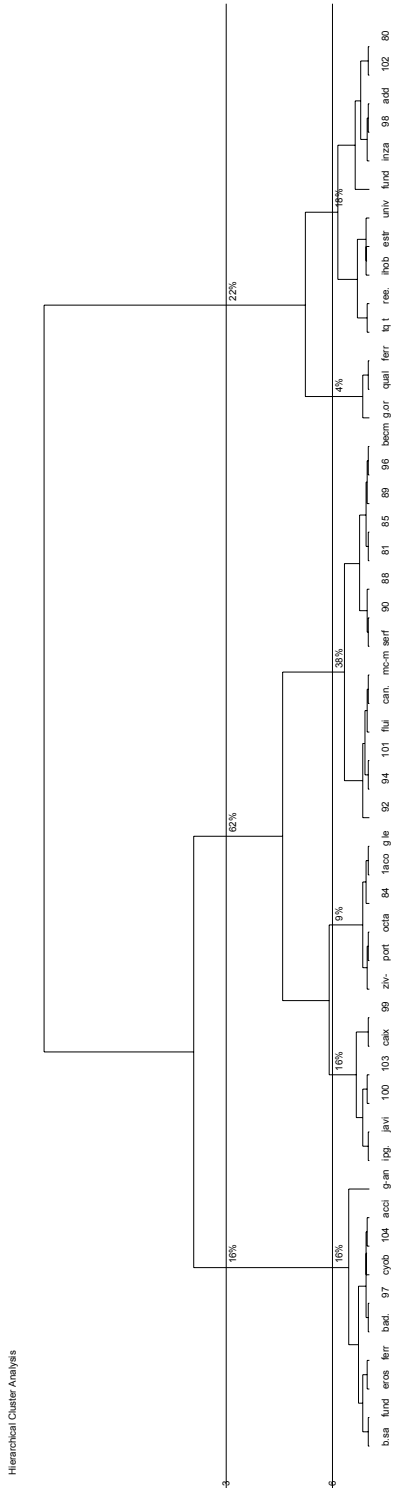 Hierarchical Cluster Analysis
22%
62%
16%
3
18%
4%
38%
9%
16%
16%
6
b.sa
fund
eros
ferr
bad.
97
cyob
104
acci
g-an
ipg.
javi
100
103
caix
99
ziv-
port
octa
84
1aco
g le
92
94
101
flui
can.
mc-m
serf
90
88
81
85
89
96
becm
g.or
qual
ferr
tq t
ree.
ihob
estr
univ
fund
inza
98
add
102
80